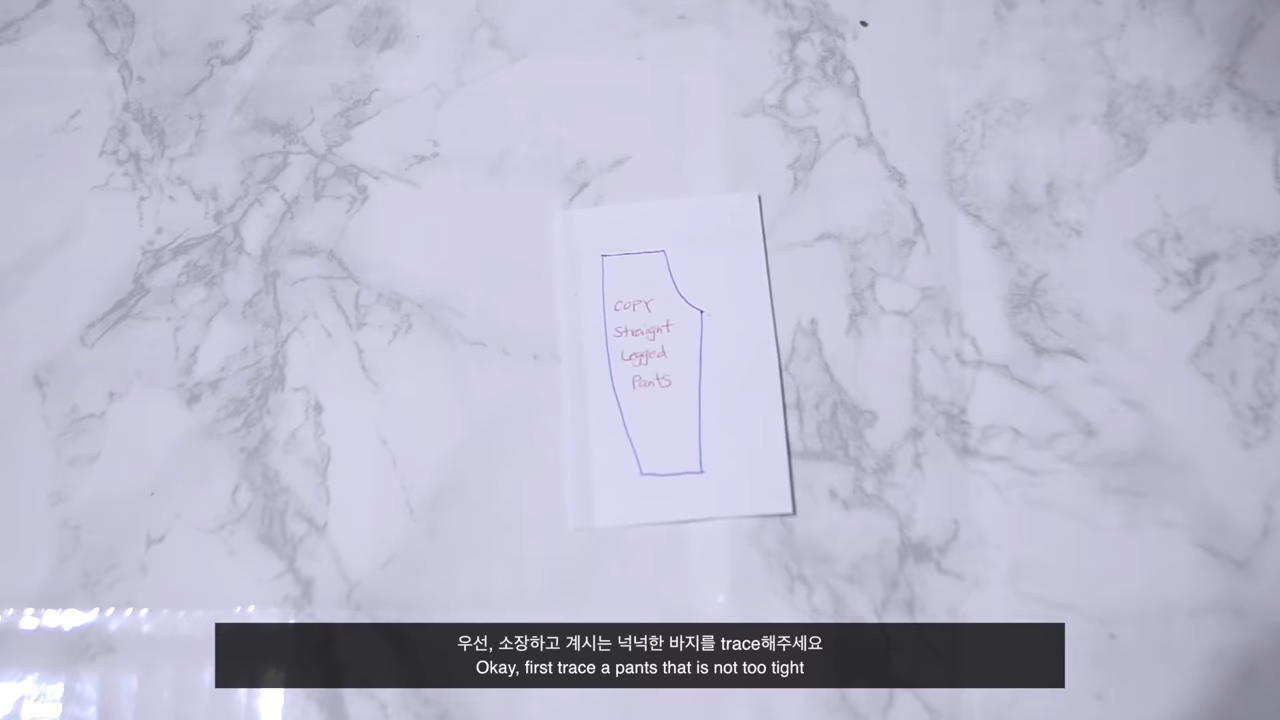 COPY
Straight
Legged
Pants
우선, 소장하고 계시는 넉넉한 바지를 trace해주세요
Okay, first trace a pants that is not too tight